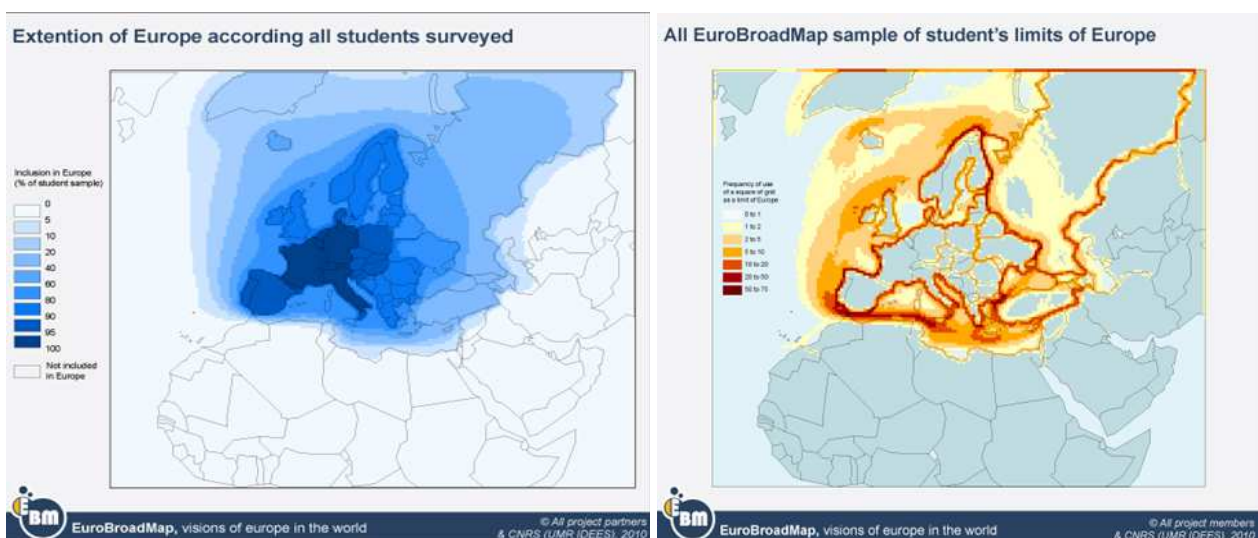 Extention of Europe according all students surveyed
Inclusion in Europe
(% of student sample)
0
5
10
20
40
60
80
90
95
100
Not included
in Europe
EBM
EuroBroadMap, visions of europe in the world
© All project partners
& CNRS (UMR IDEES), 2010
All EuroBroadMap sample of student's limits of Europe
Frequency of use
of a square of grid
as a limit of Europe
0 to 1
1 to 2
2 to 5
5 to 10
10 to 20
20 to 50
50 to 70
EBM
EuroBroadMap, visions of europe in the world
© All project members
& CNRS (UMR IDEES), 2010